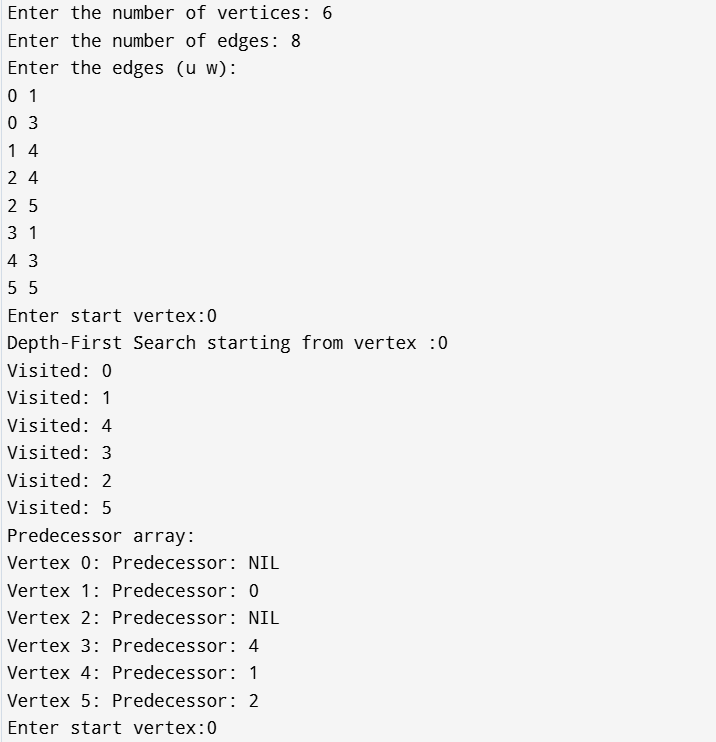 Enter the number of vertices: 6
Enter the number of edges: 8
Enter the edges (u w):
0 1
0 3
1 4
2 4
2 5
3 1
4 3
5 5
Enter start vertex:0
Depth-First Search starting from vertex :0
Visited: 0
Visited: 1
Visited: 4
Visited: 3
Visited: 2
Visited: 5
Predecessor array:
Vertex 0: Predecessor: NIL
Vertex 1: Predecessor: 0
Vertex 2: Predecessor: NIL
Vertex 3: Predecessor: 4
Vertex 4: Predecessor: 1
Vertex 5: Predecessor: 2
Enter start vertex:0